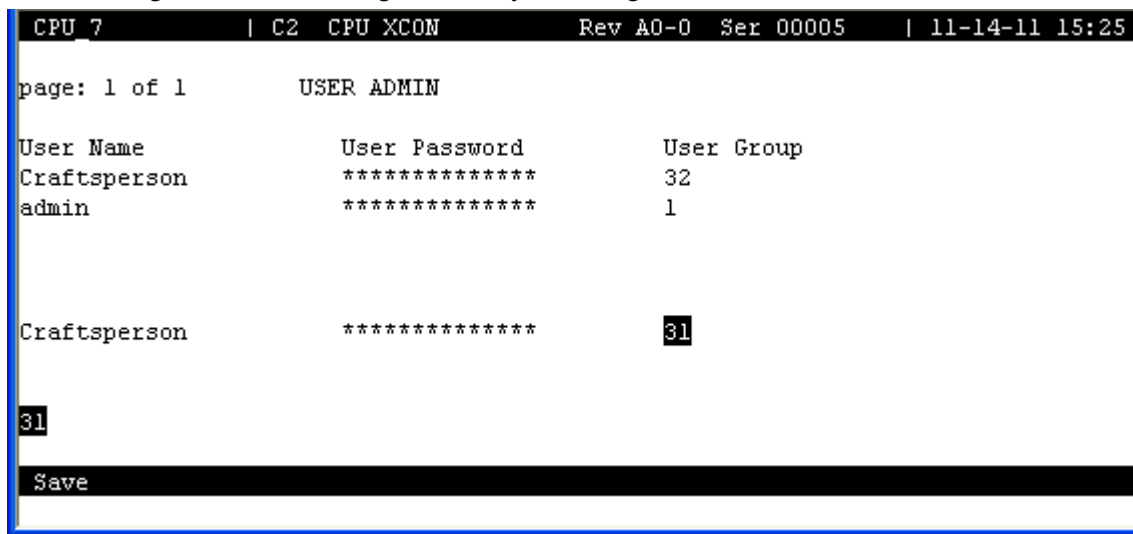 CPU_7 | C2 CPU XCON Rev A0-0 Ser 00005 | 11-14-11 15:25
page: 1 of 1 USER ADMIN
User Name User Password User Group
Craftsperson ************** 32
admin ************** 1
Craftsperson ************** 31
31
Save